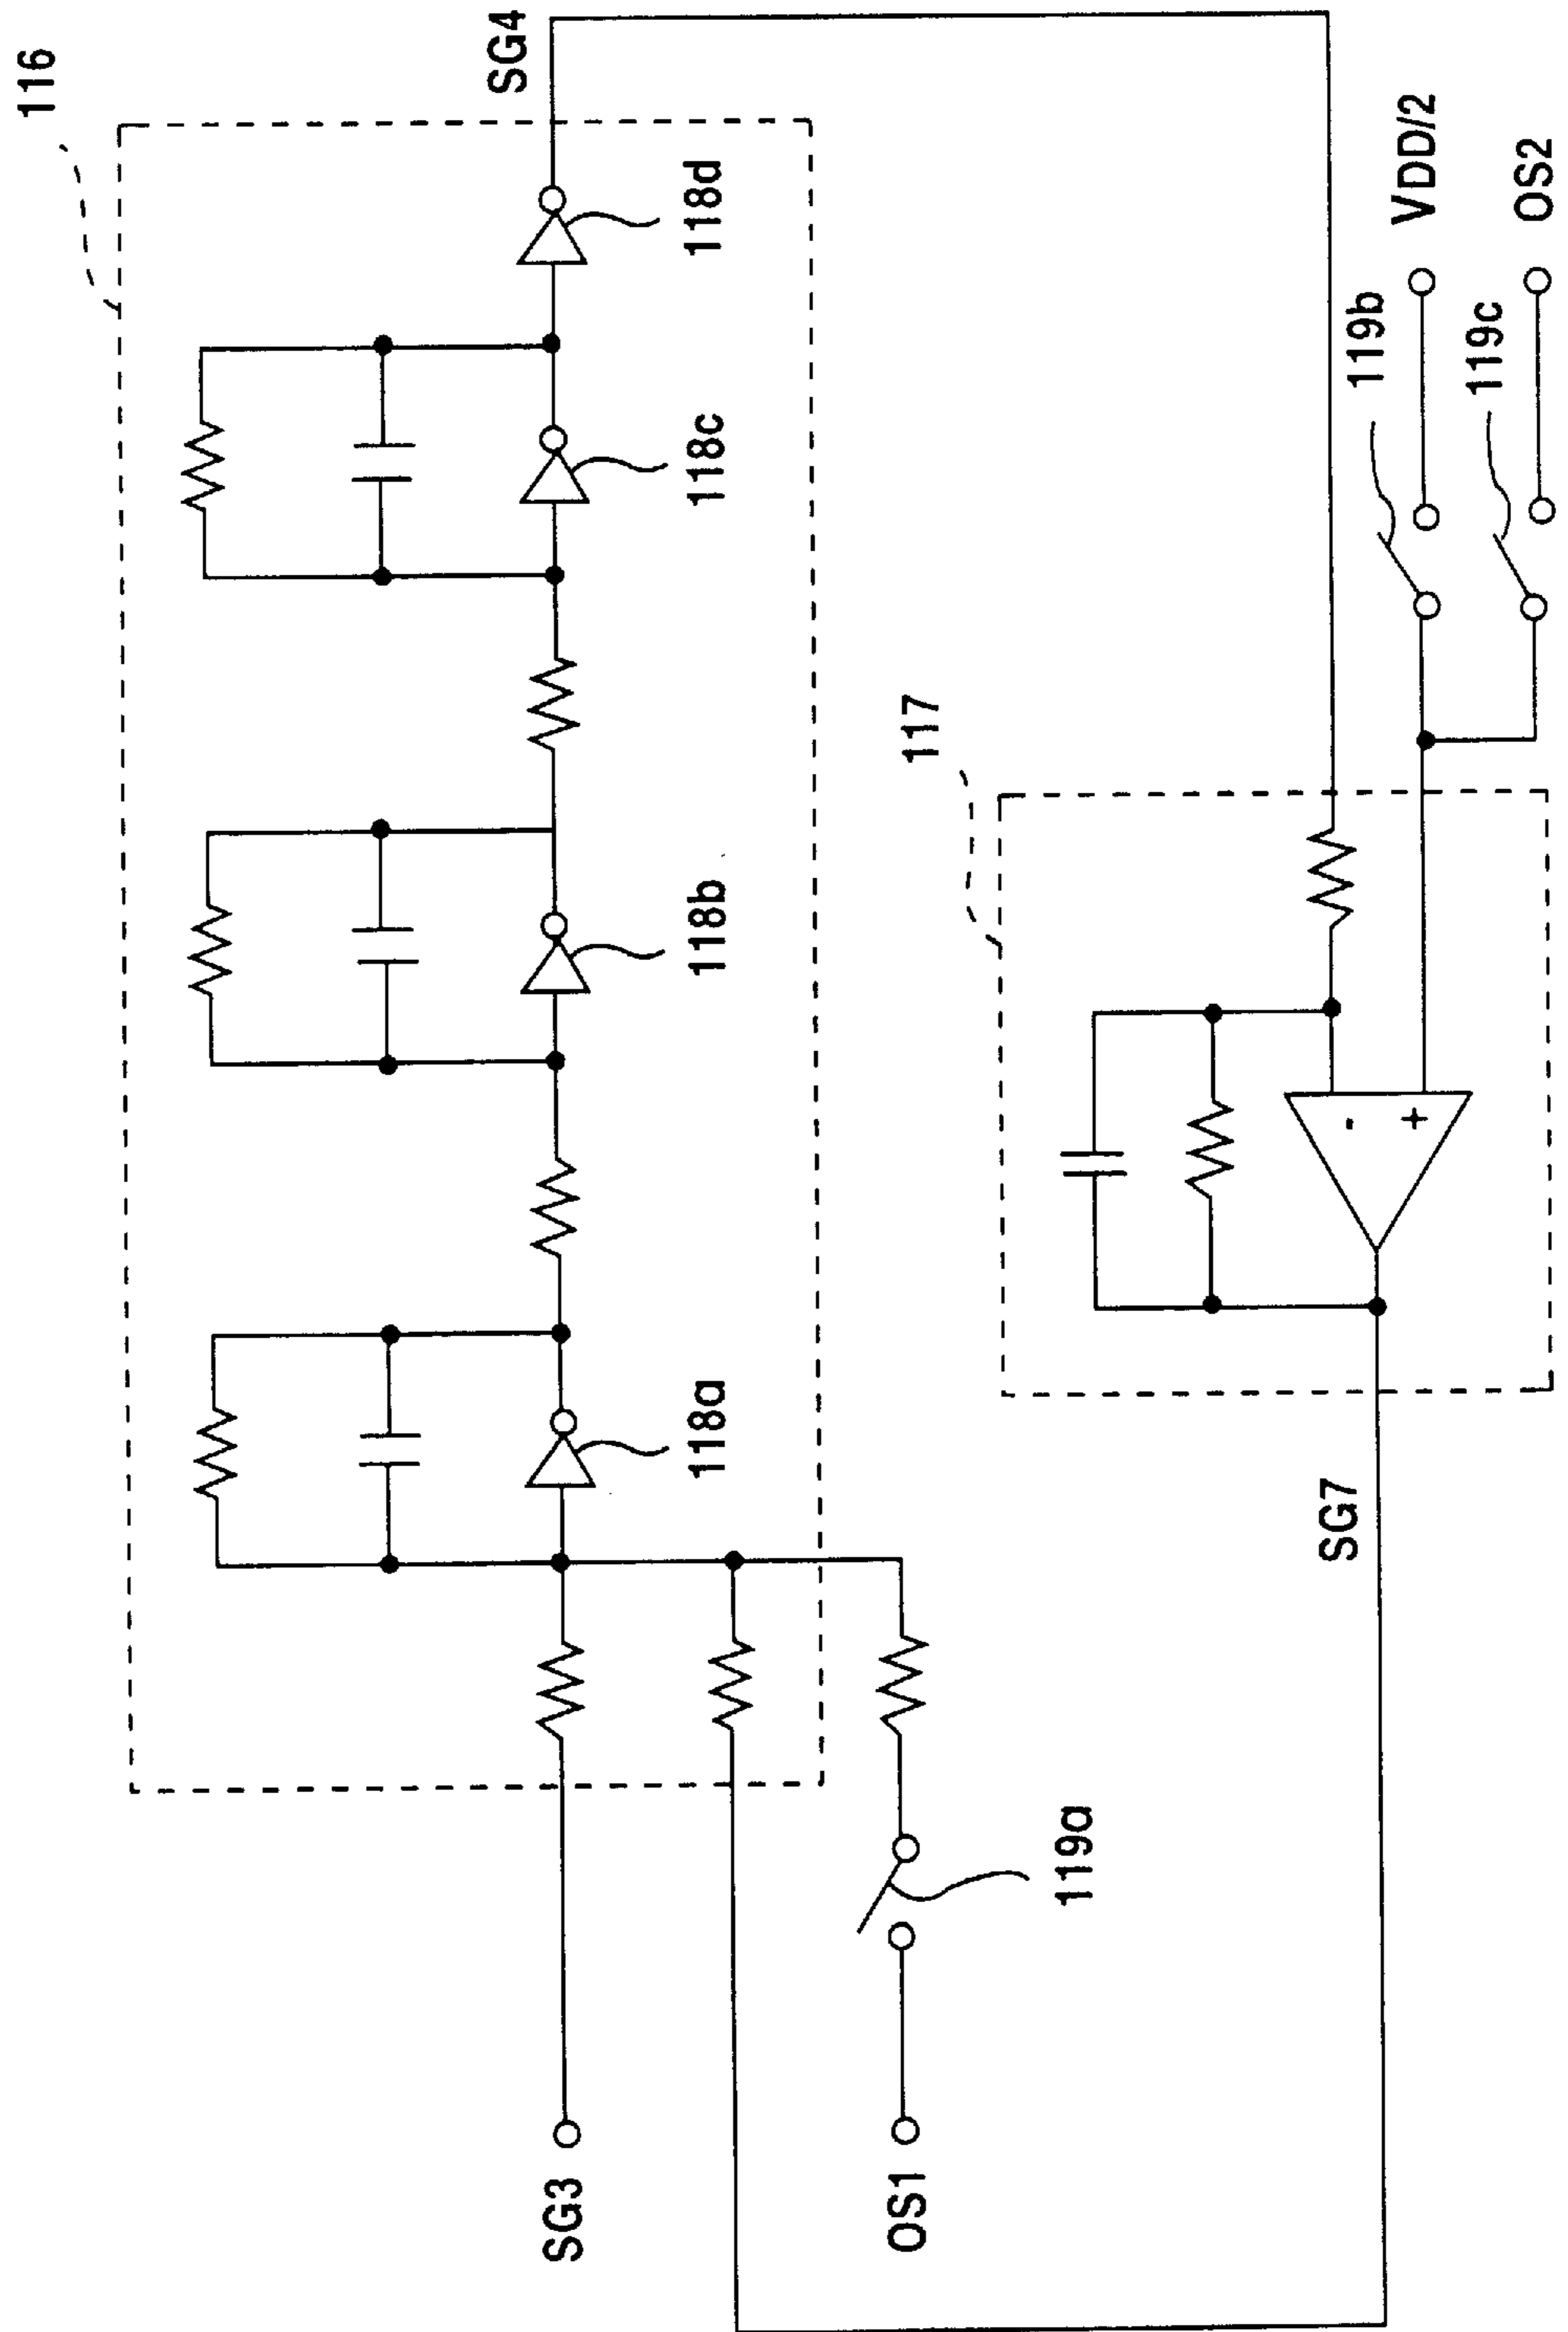 116
SG4
118a
118b
118c
118d
SG3
OS1
119a
SG7
117
-
+
119b
VDD/2
119c
OS2